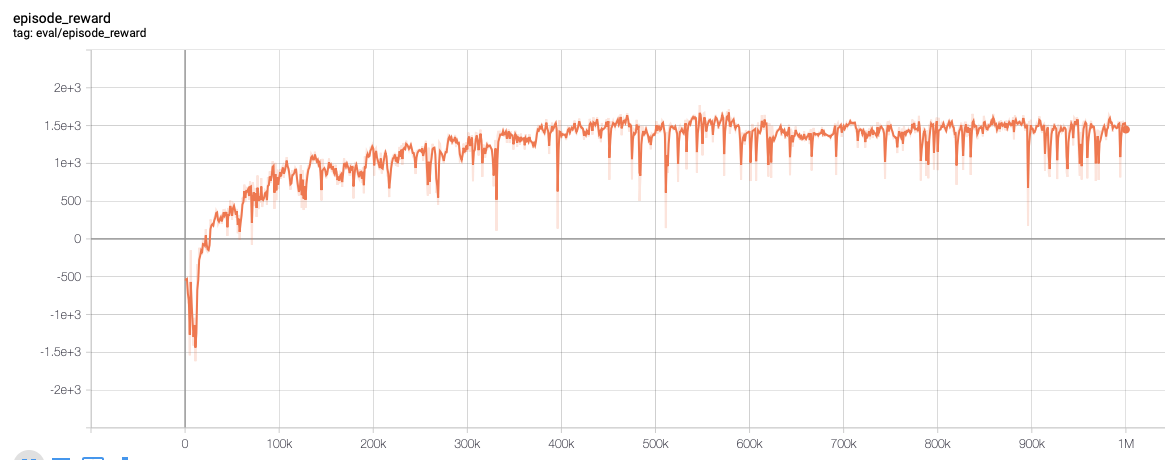 episode_reward
tag: eval/episode_reward
2e+3
1.5e+3
1e+3
500
0
-500
-1e+3
-1.5e+3
-2e+3
0 100k 200k 300k 400k 500k 600k 700k 800k 900k 1M